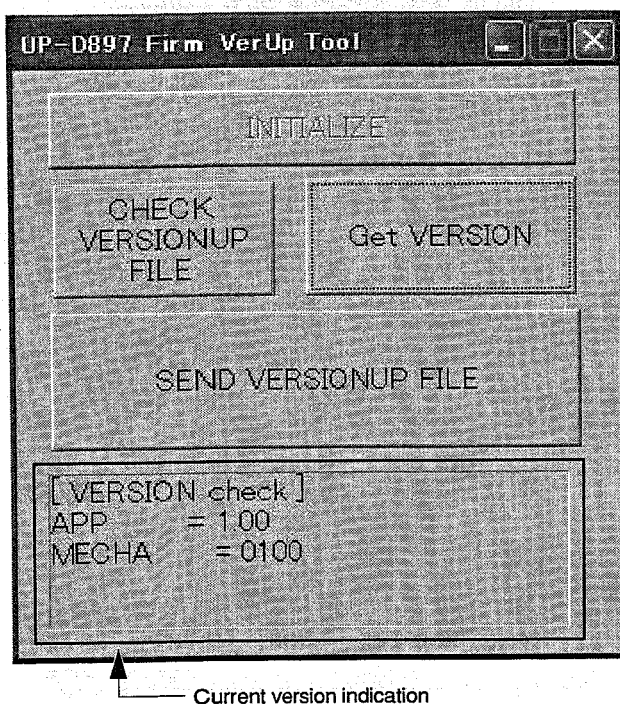 UP-D897 Firm VerUp Tool
INITIALIZE
CHECK
VERSIONUP
FILE
Get VERSION
SEND VERSIONUP FILE
[ VERSION check ]
APP = 1.00
MECHA = 0100
Current version indication